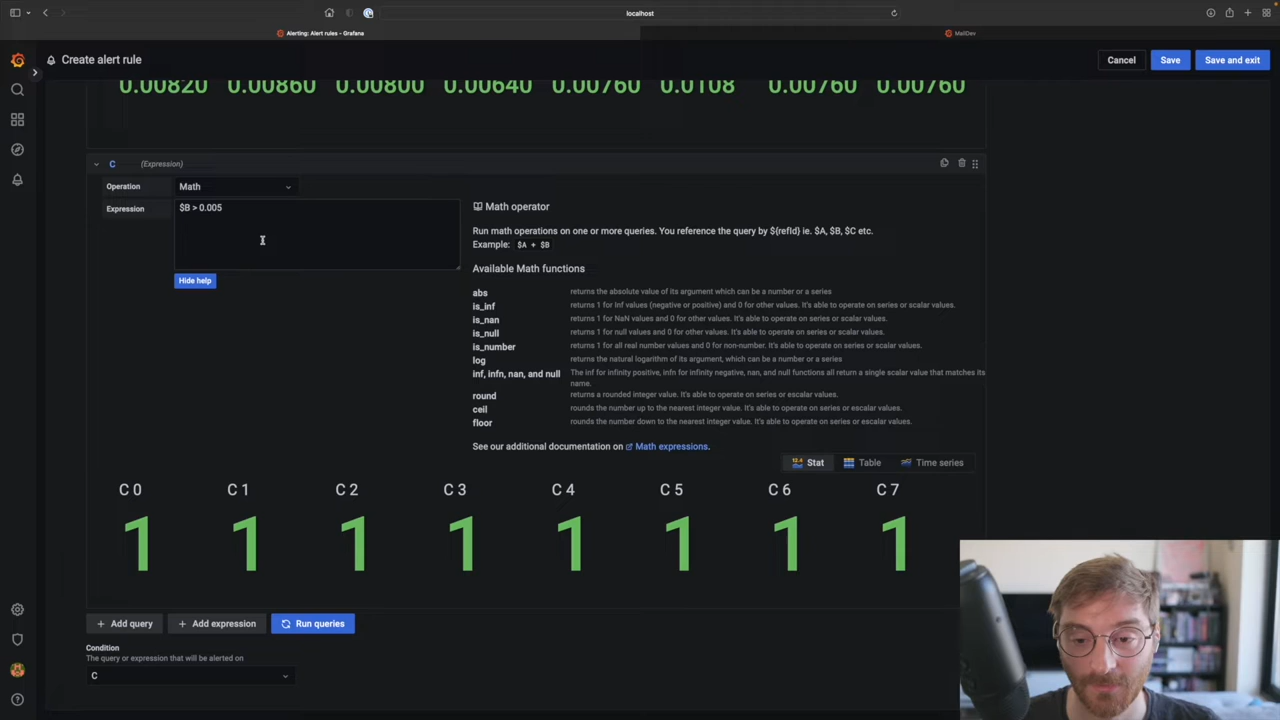 localhost
Alerting: Alert rules - Grafana
MailDev
Create alert rule
Cancel
Save
Save and exit
0.00820 0.00860 0.00800 0.00640 0.00760 0.0108 0.00760 0.00760
C (Expression)
Operation Math
Expression $B > 0.005
Hide help
Math operator
Run math operations on one or more queries. You reference the query by ${refId} ie. $A, $B, $C etc.
Example: $A + $B
Available Math functions
abs returns the absolute value of its argument which can be a number or a series
is_inf returns 1 for Inf values (negative or positive) and 0 for other values. It's able to operate on series or scalar values.
is_nan returns 1 for NaN values and 0 for other values. It's able to operate on series or scalar values.
is_null returns 1 for null values and 0 for other values. It's able to operate on series or scalar values.
is_number returns 1 for all real number values and 0 for non-number. It's able to operate on series or scalar values.
log returns the natural logarithm of its argument, which can be a number or a series
inf, infn, nan, and null The inf for infinity positive, infn for infinity negative, nan, and null functions all return a single scalar value that matches its
name.
round returns a rounded integer value. It's able to operate on series or escalar values.
ceil rounds the number up to the nearest integer value. It's able to operate on series or escalar values.
floor rounds the number down to the nearest integer value. It's able to operate on series or escalar values.
See our additional documentation on Math expressions.
12.4 Stat Table Time series
C 0 C 1 C 2 C 3 C 4 C 5 C 6 C 7
1 1 1 1 1 1 1 1
+ Add query + Add expression Run queries
Condition
The query or expression that will be alerted on
C